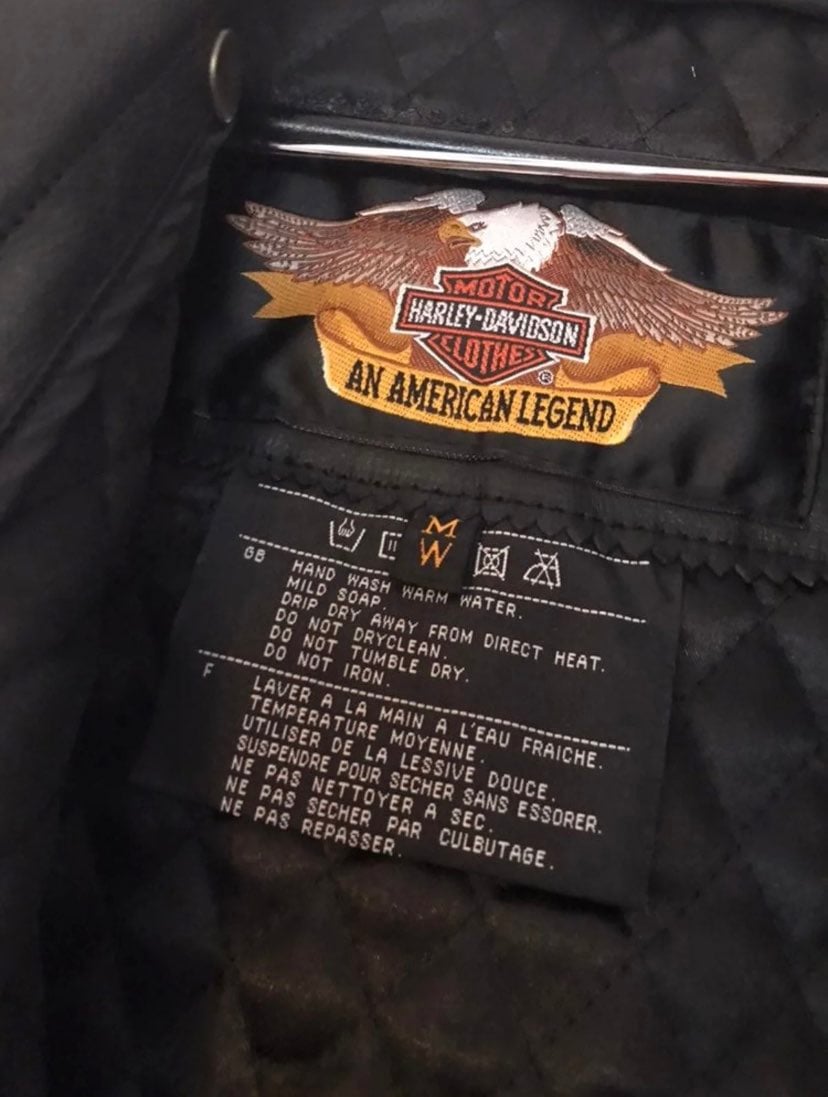 MOTOR
HARLEY-DAVIDSON
CLOTHES
®
AN AMERICAN LEGEND
M
W
GB
HAND WASH WARM WATER.
MILD SOAP.
DRIP DRY AWAY FROM DIRECT HEAT.
DO NOT DRYCLEAN.
DO NOT TUMBLE DRY.
DO NOT IRON.
F
LAVER A LA MAIN A L'EAU FRAICHE.
TEMPERATURE MOYENNE.
UTILISER DE LA LESSIVE DOUCE.
SUSPENDRE POUR SECHER SANS ESSORER.
NE PAS NETTOYER A SEC.
NE PAS SECHER PAR CULBUTAGE.
NE PAS REPASSER.